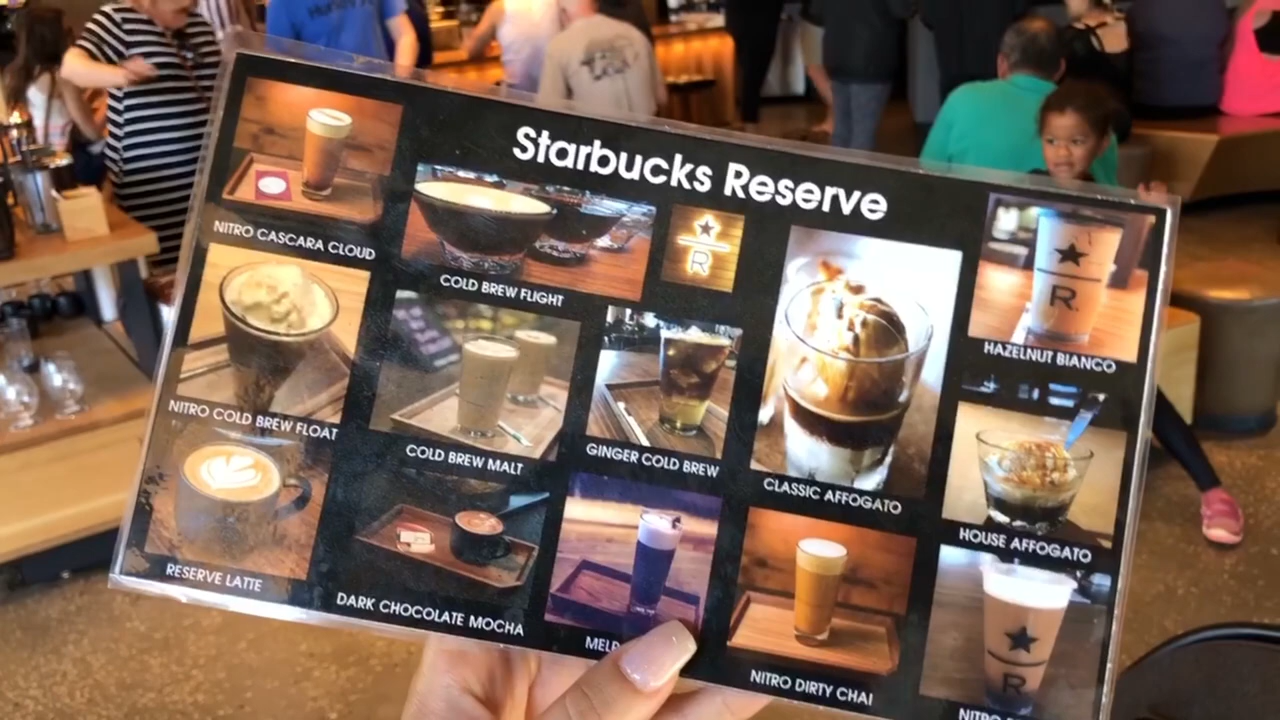 Starbucks Reserve
NITRO CASCARA CLOUD
COLD BREW FLIGHT
R
R
HAZELNUT BIANCO
NITRO COLD BREW FLOAT
COLD BREW MALT
GINGER COLD BREW
CLASSIC AFFOGATO
HOUSE AFFOGATO
RESERVE LATTE
DARK CHOCOLATE MOCHA
NITRO DIRTY CHAI
R
NITRO